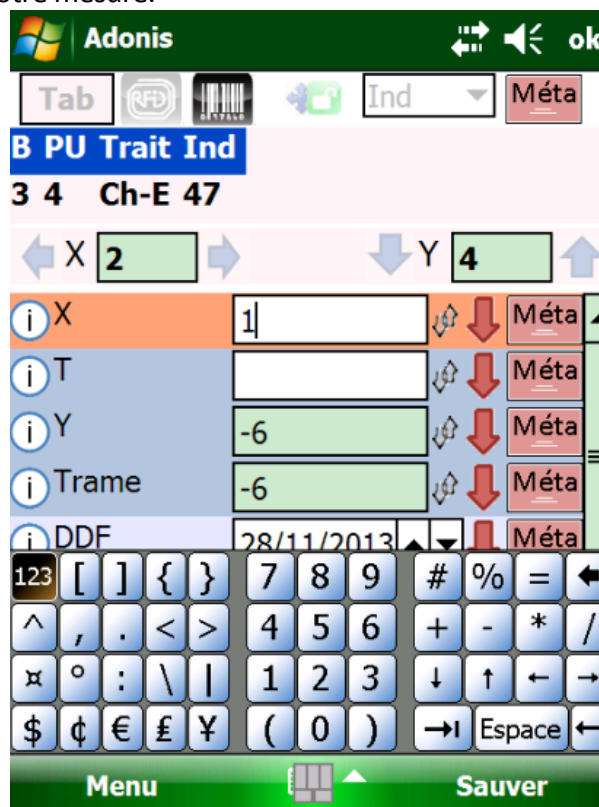 otre mesure.
Adonis ok
Tab RFiD Ind Méta
B PU Trait Ind
3 4 Ch-E 47
X 2 Y 4
i X 1 Méta
i T Méta
i Y -6 Méta
i Trame -6 Méta
i DDF 28/11/2013 Méta
123 [ ] { } 7 8 9 # % =
^ , . < > 4 5 6 + - * /
¤ ° : \ | 1 2 3 ↓ ↑ ← →
$ ¢ € ₤ ¥ ( 0 ) Espace
Menu Sauver